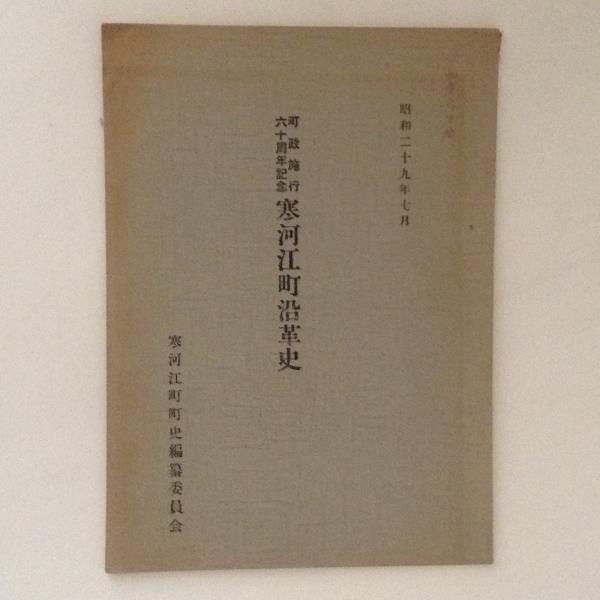 昭和二十九年七月
町政施行
六十周年記念
寒河江町沿革史
寒河江町町史編纂委員会